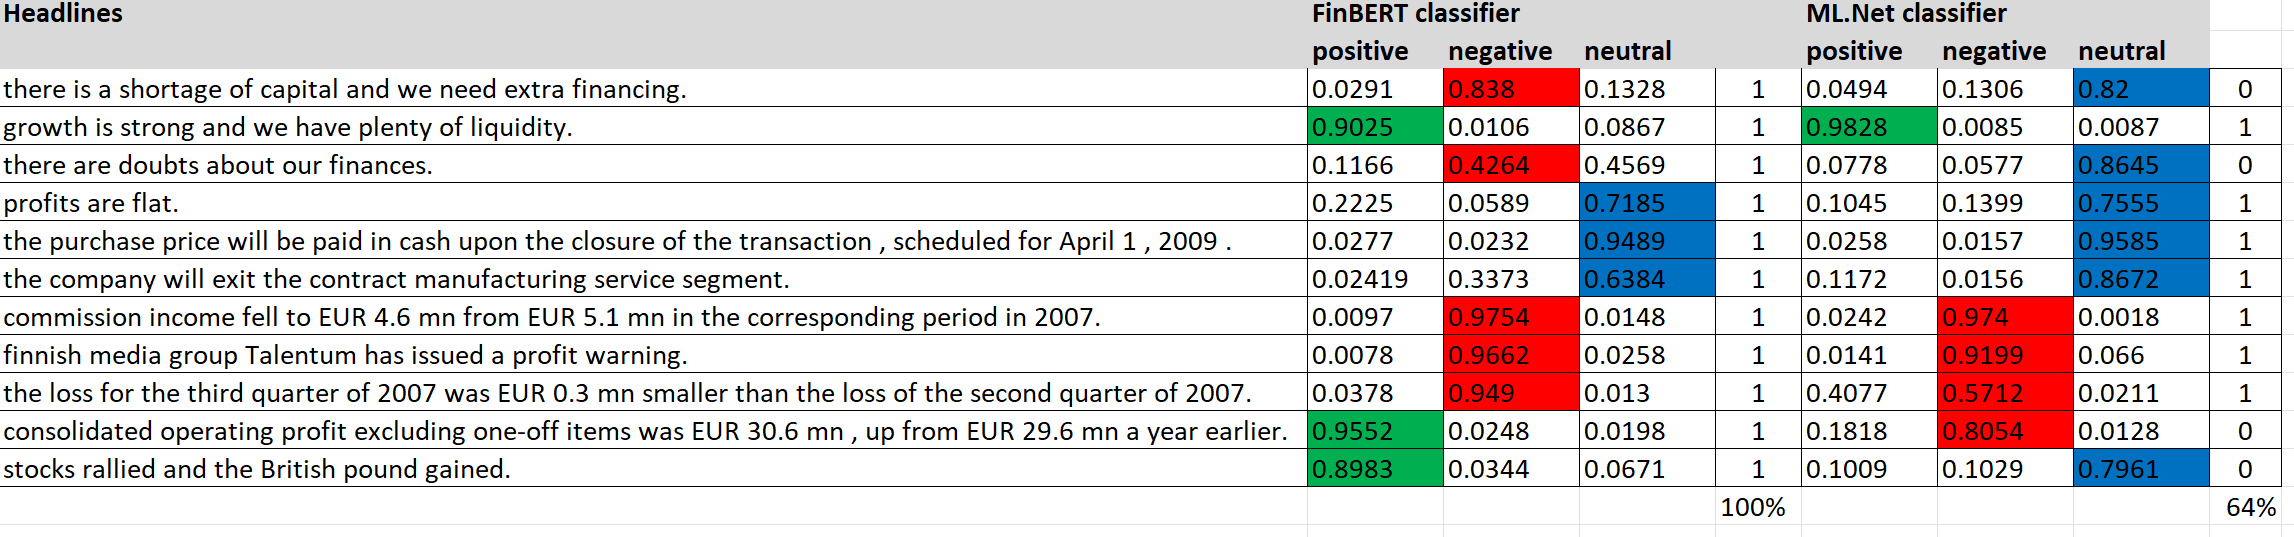 Headlines FinBERT classifier ML.Net classifier
positive negative neutral positive negative neutral
there is a shortage of capital and we need extra financing. 0.0291 0.838 0.1328 1 0.0494 0.1306 0.82 0
growth is strong and we have plenty of liquidity. 0.9025 0.0106 0.0867 1 0.9828 0.0085 0.0087 1
there are doubts about our finances. 0.1166 0.4264 0.4569 1 0.0778 0.0577 0.8645 0
profits are flat. 0.2225 0.0589 0.7185 1 0.1045 0.1399 0.7555 1
the purchase price will be paid in cash upon the closure of the transaction , scheduled for April 1 , 2009 . 0.0277 0.0232 0.9489 1 0.0258 0.0157 0.9585 1
the company will exit the contract manufacturing service segment. 0.02419 0.3373 0.6384 1 0.1172 0.0156 0.8672 1
commission income fell to EUR 4.6 mn from EUR 5.1 mn in the corresponding period in 2007. 0.0097 0.9754 0.0148 1 0.0242 0.974 0.0018 1
finnish media group Talentum has issued a profit warning. 0.0078 0.9662 0.0258 1 0.0141 0.9199 0.066 1
the loss for the third quarter of 2007 was EUR 0.3 mn smaller than the loss of the second quarter of 2007. 0.0378 0.949 0.013 1 0.4077 0.5712 0.0211 1
consolidated operating profit excluding one-off items was EUR 30.6 mn , up from EUR 29.6 mn a year earlier. 0.9552 0.0248 0.0198 1 0.1818 0.8054 0.0128 0
stocks rallied and the British pound gained. 0.8983 0.0344 0.0671 1 0.1009 0.1029 0.7961 0
100% 64%